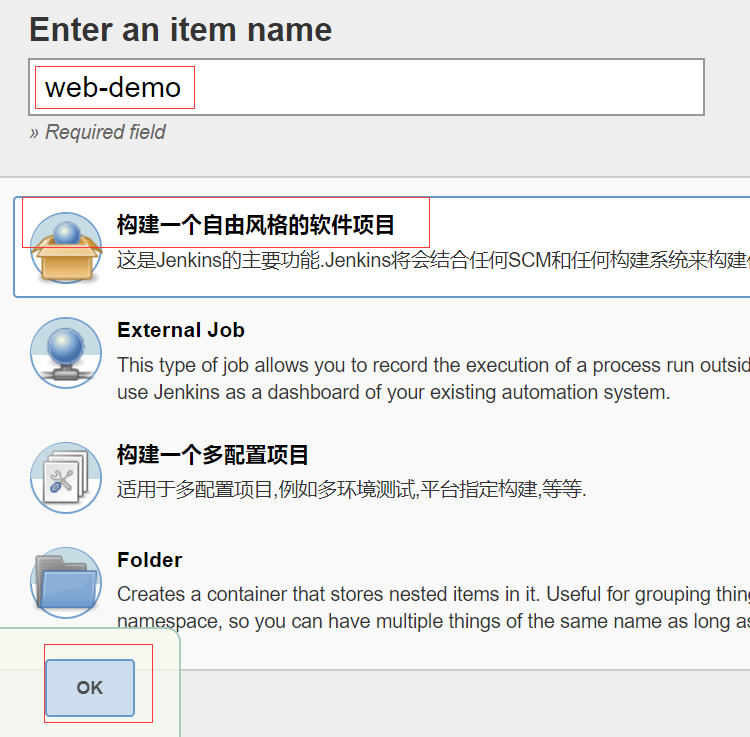 Enter an item name
web-demo
» Required field
构建一个自由风格的软件项目
这是Jenkins的主要功能.Jenkins将会结合任何SCM和任何构建系统来构建
External Job
This type of job allows you to record the execution of a process run outsid
use Jenkins as a dashboard of your existing automation system.
构建一个多配置项目
适用于多配置项目,例如多环境测试,平台指定构建,等等.
Folder
Creates a container that stores nested items in it. Useful for grouping thing
namespace, so you can have multiple things of the same name as long as
OK